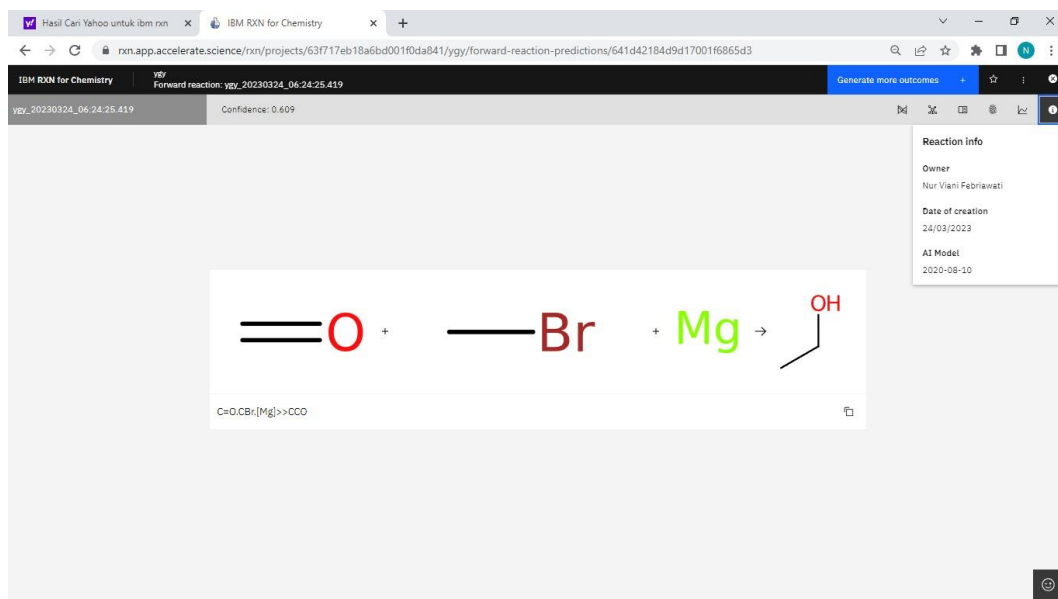 Hasil Cari Yahoo untuk ibm rxn
IBM RXN for Chemistry
rxn.app.accelerate.science/rxn/projects/63f717eb18a6bd001f0da841/ygy/forward-reaction-predictions/641d42184d9d17001f6865d3
N
IBM RXN for Chemistry
ygy
Forward reaction: ygy_20230324_06:24:25.419
Generate more outcomes +
ygy_20230324_06:24:25.419
Confidence: 0.609
Reaction info
Owner
Nur Viani Febriawati
Date of creation
24/03/2023
AI Model
2020-08-10
O + Br + Mg → OH
C=O.CBr.[Mg]>>CCO